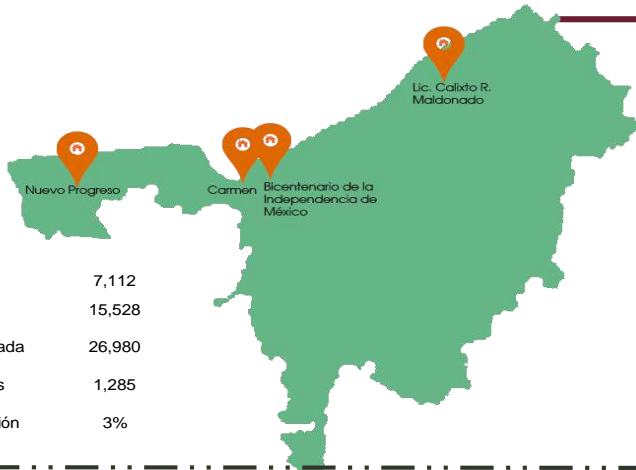 Lic. Calixto R.
Maldonado
Nuevo Progreso
Carmen
Bicentenario de la
Independencia de
México
7,112
15,528
ada 26,980
s 1,285
ión 3%